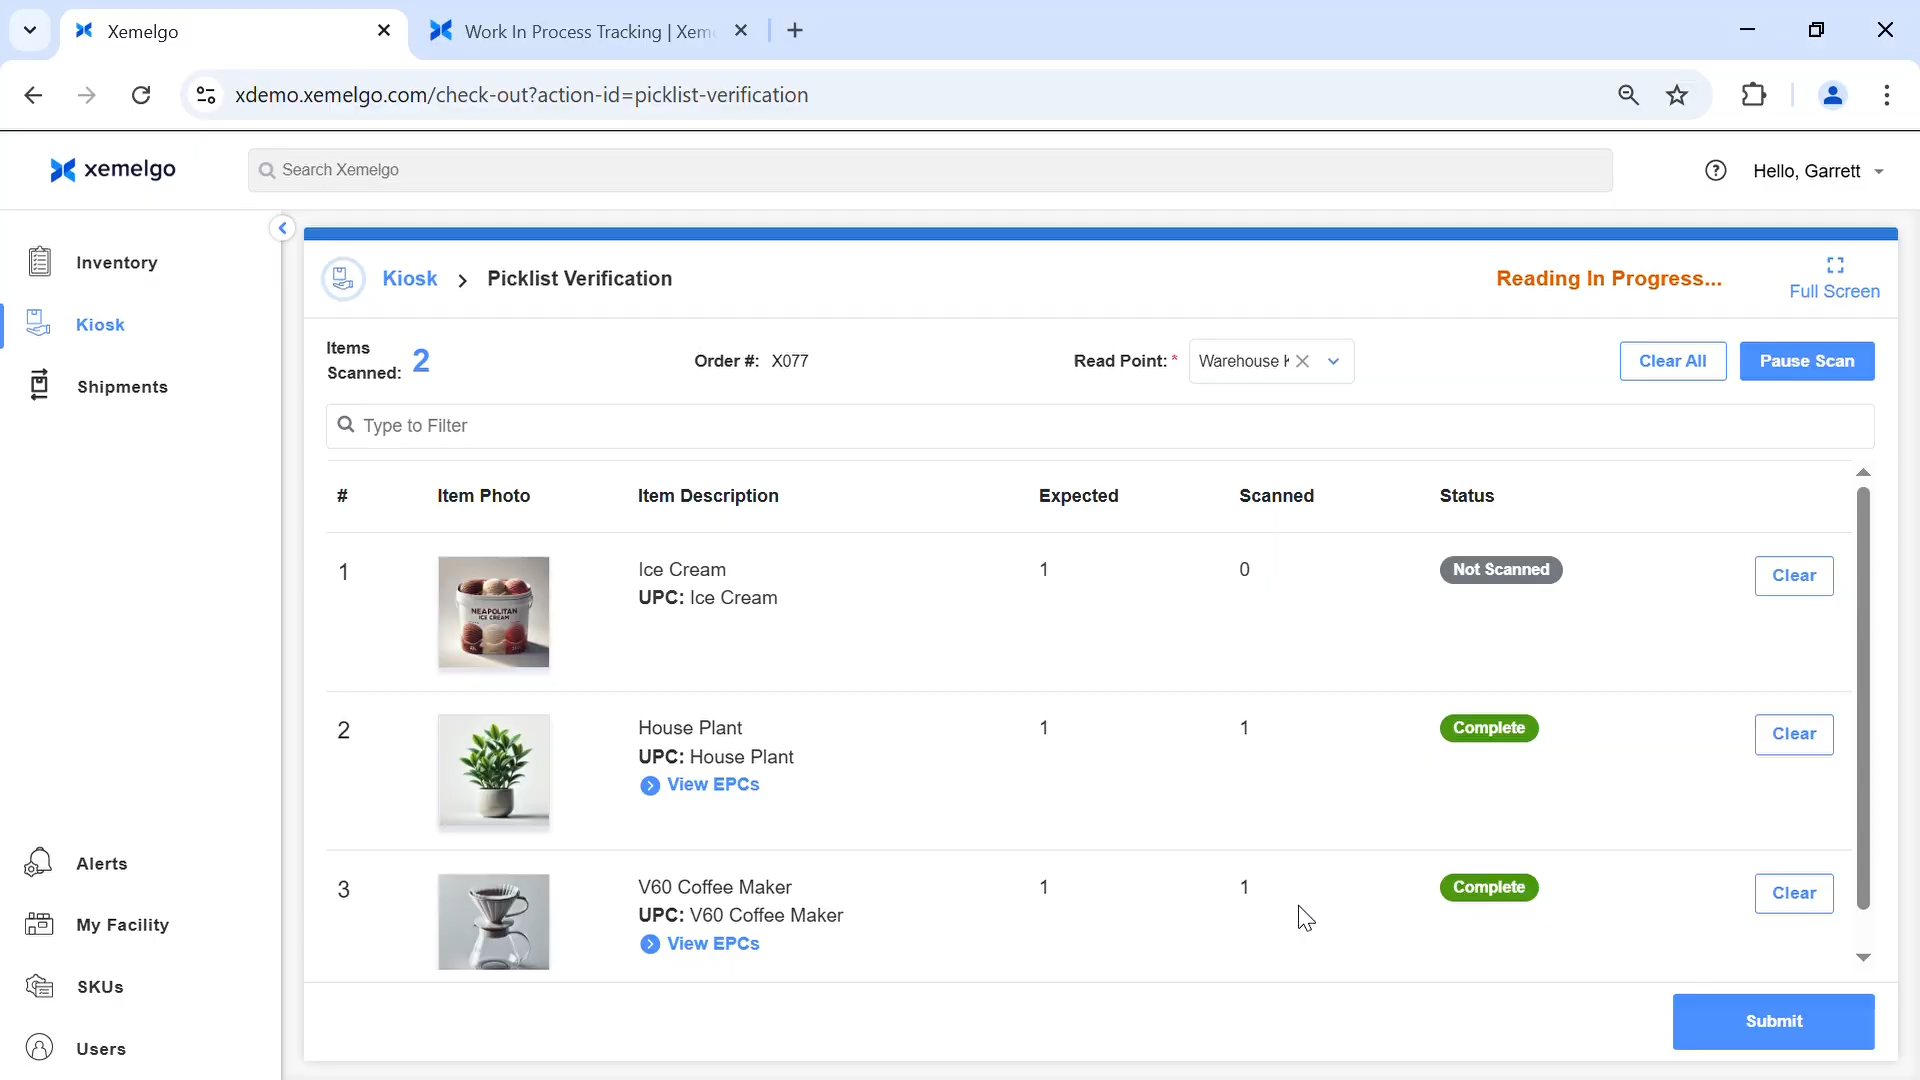 Xemelgo
Work In Process Tracking | Xem
xdemo.xemelgo.com/check-out?action-id=picklist-verification
xemelgo
Search Xemelgo
?
Hello, Garrett
Inventory
Kiosk
Shipments
Alerts
My Facility
SKUs
Users
Kiosk > Picklist Verification
Reading In Progress...
Full Screen
Items
Scanned: 2
Order #: X077
Read Point: *
Warehouse
Clear All
Pause Scan
Type to Filter
# Item Photo Item Description Expected Scanned Status
1
NEAPOLITAN
ICE CREAM
Ice Cream
UPC: Ice Cream
1
0
Not Scanned
Clear
2
House Plant
UPC: House Plant
View EPCs
1
1
Complete
Clear
3
V60 Coffee Maker
UPC: V60 Coffee Maker
View EPCs
1
1
Complete
Clear
Submit